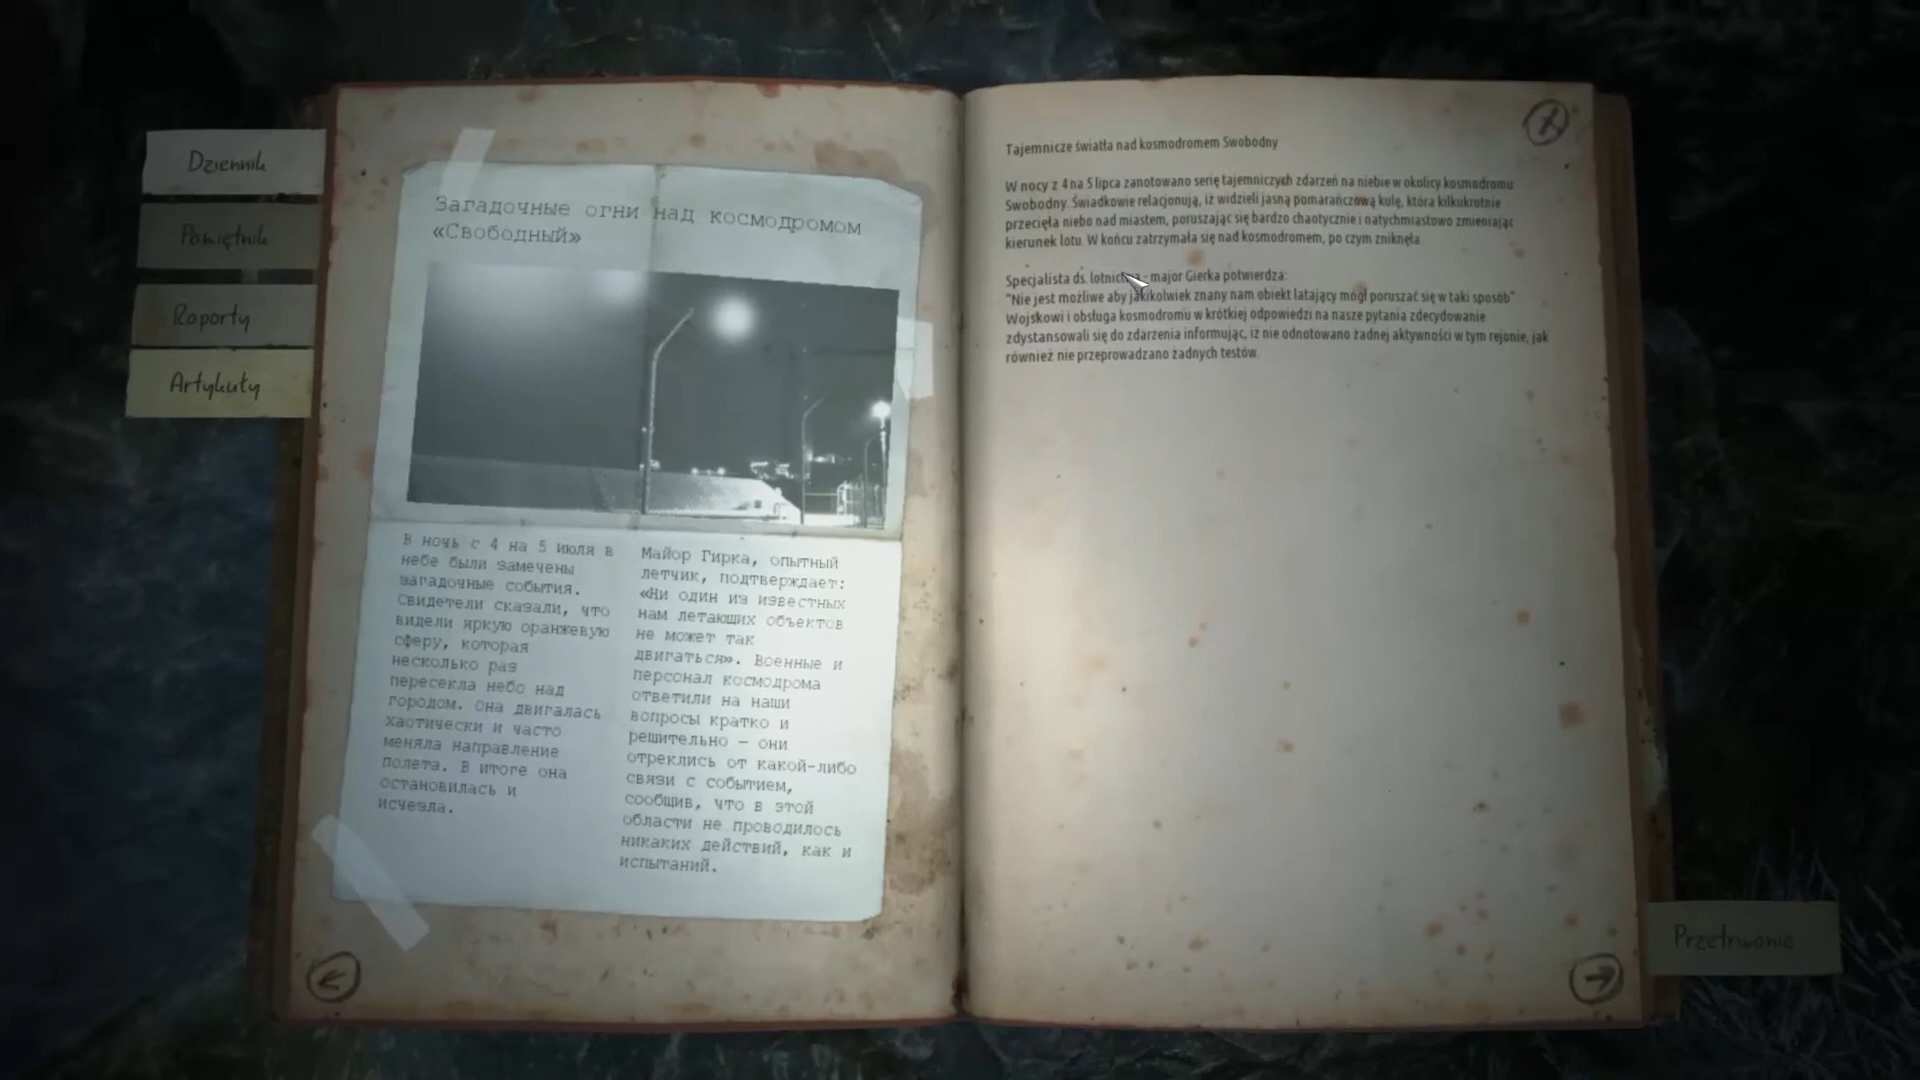 Dziennik
Pamiętnik
Raporty
Artykuły
Загадочные огни над космодромом
«Свободный»
В ночь с 4 на 5 июля в
небе были замечены
загадочные события.
Свидетели сказали, что
видели яркую оранжевую
сферу, которая
несколько раз
пересекла небо над
городом. Она двигалась
хаотически и часто
меняла направление
полета. В итоге она
остановилась и
исчезла.
Майор Гирка, опытный
летчик, подтверждает:
«Ни один из известных
нам летающих объектов
не может так
двигаться». Военные и
персонал космодрома
ответили на наши
вопросы кратко и
решительно – они
отреклись от какой-либо
связи с событием,
сообщив, что в этой
области не проводилось
никаких действий, как и
испытаний.
Tajemnicze światła nad kosmodromem Swobodny
W nocy z 4 na 5 lipca zanotowano serię tajemniczych zdarzeń na niebie w okolicy kosmodromu
Swobodny. Świadkowie relacjonują, iż widzieli jasną pomarańczową kulę, która kilkukrotnie
przecięła niebo nad miastem, poruszając się bardzo chaotycznie i natychmiastowo zmieniając
kierunek lotu. W końcu zatrzymała się nad kosmodromem, po czym zniknęła.
Specjalista ds. - major Gierka potwierdza:
"Nie jest możliwe aby jakikolwiek znany nam obiekt latający mógł poruszać się w taki sposób"
Wojskowi i obsługa kosmodromu w krótkiej odpowiedzi na nasze pytania zdecydowanie
zdystansowali się do zdarzenia informując, iż nie odnotowano żadnej aktywności w tym rejonie, jak
również nie przeprowadzano żadnych testów.
Przetrwanie